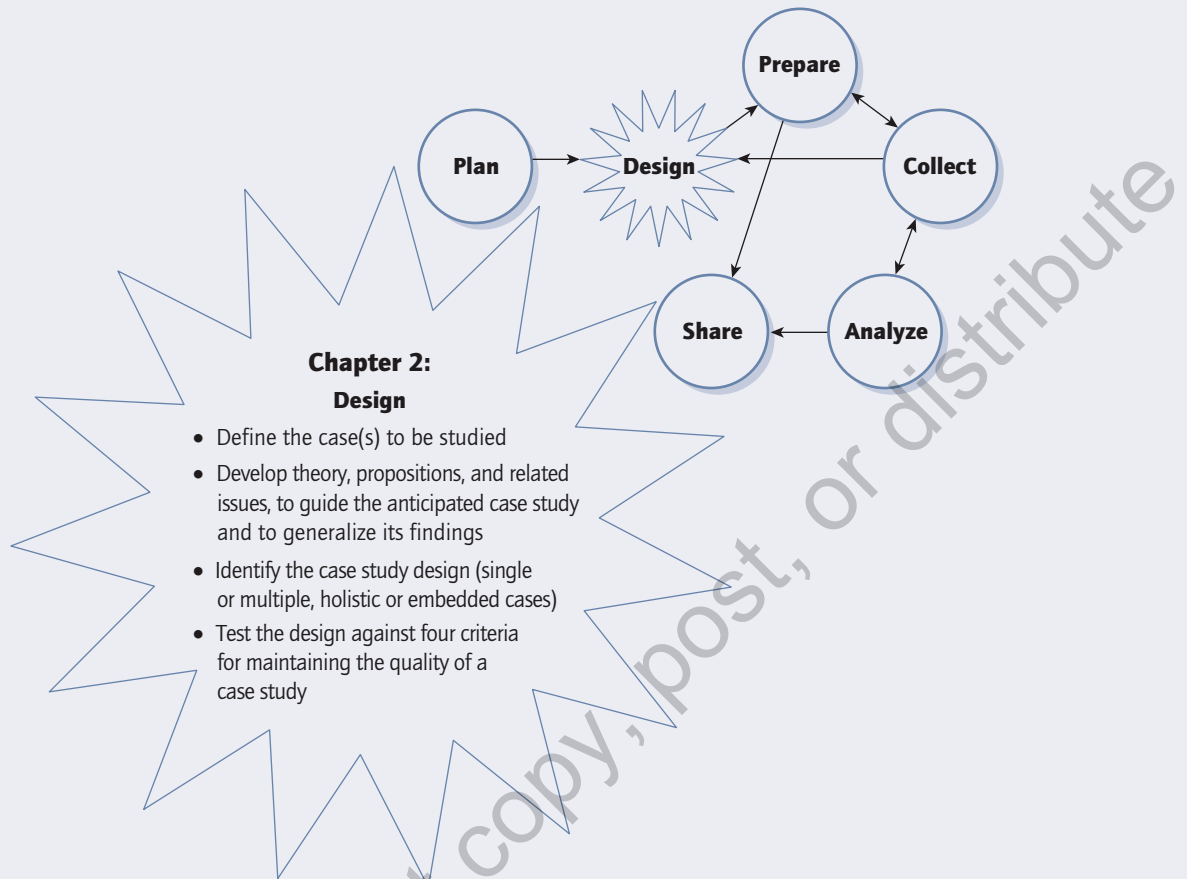 Prepare
Plan
Design
Collect
Share
Analyze
Chapter 2:
Design
• Define the case(s) to be studied
• Develop theory, propositions, and related
issues, to guide the anticipated case study
and to generalize its findings
• Identify the case study design (single
or multiple, holistic or embedded cases)
• Test the design against four criteria
for maintaining the quality of a
case study
copy, post, or distribute